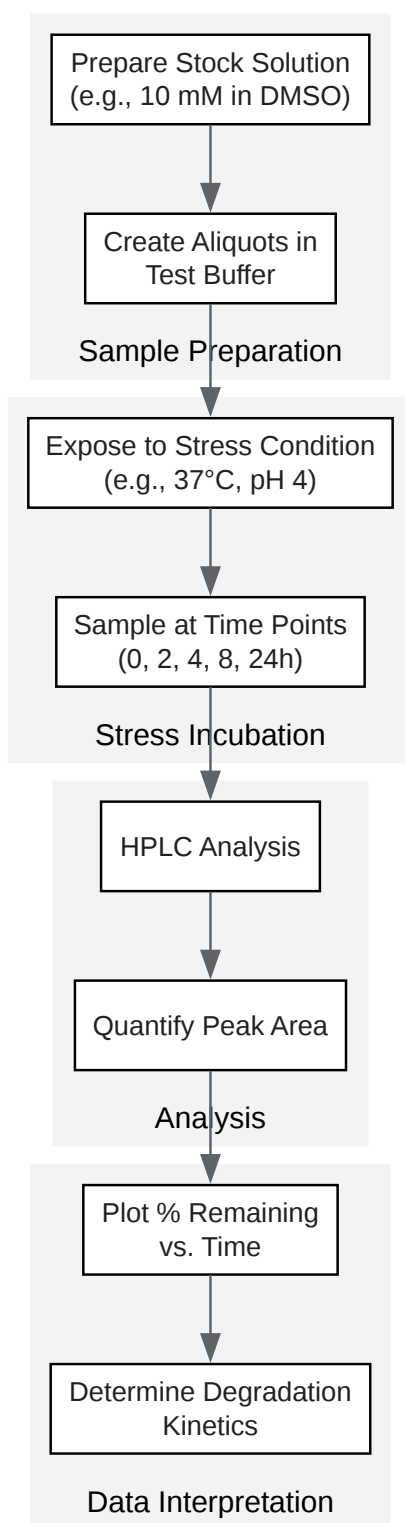 Prepare Stock Solution
(e.g., 10 mM in DMSO)
Create Aliquots in
Test Buffer
Sample Preparation
Expose to Stress Condition
(e.g., 37°C, pH 4)
Sample at Time Points
(0, 2, 4, 8, 24h)
Stress Incubation
HPLC Analysis
Quantify Peak Area
Analysis
Plot % Remaining
vs. Time
Determine Degradation
Kinetics
Data Interpretation